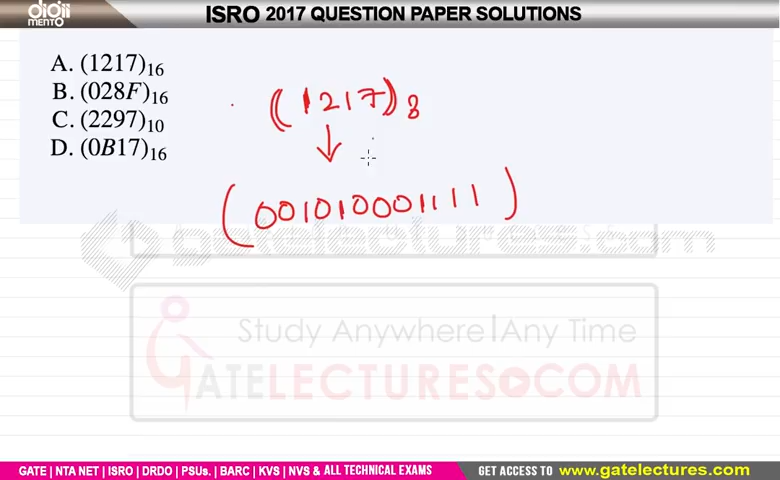 digii
MENTO
ISRO 2017 QUESTION PAPER SOLUTIONS
A. (1217)₁₆
B. (028F)₁₆
C. (2297)₁₀
D. (0B17)₁₆
(1217)₈
(001010001111)
gatelectures.com
Study Anywhere|Any Time
GATELECTURES.COM
GATE | NTA NET | ISRO | DRDO | PSUs. | BARC | KVS | NVS & ALL TECHNICAL EXAMS
GET ACCESS TO www.gatelectures.com